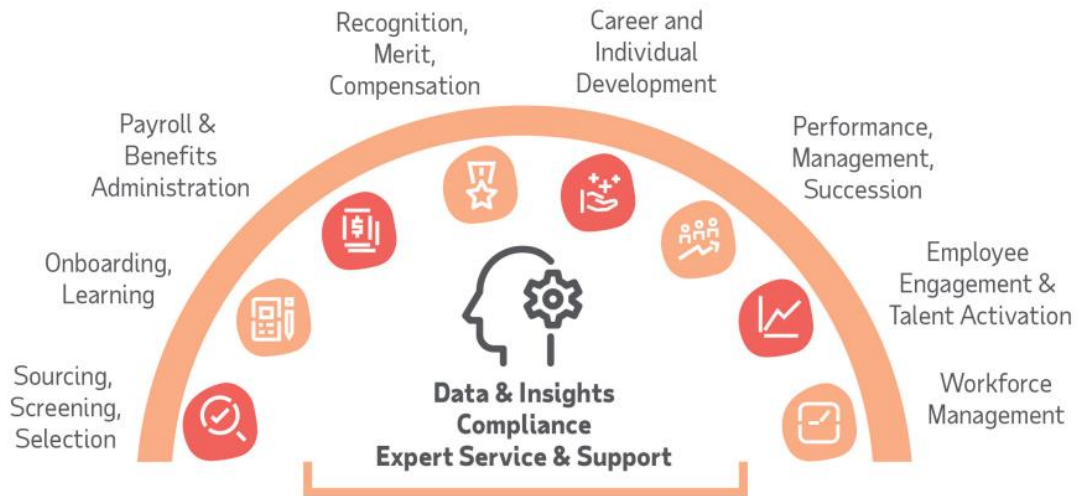 Sourcing,
Screening,
Selection
Onboarding,
Learning
Payroll &
Benefits
Administration
Recognition,
Merit,
Compensation
Career and
Individual
Development
Performance,
Management,
Succession
Employee
Engagement &
Talent Activation
Workforce
Management
Data & Insights
Compliance
Expert Service & Support